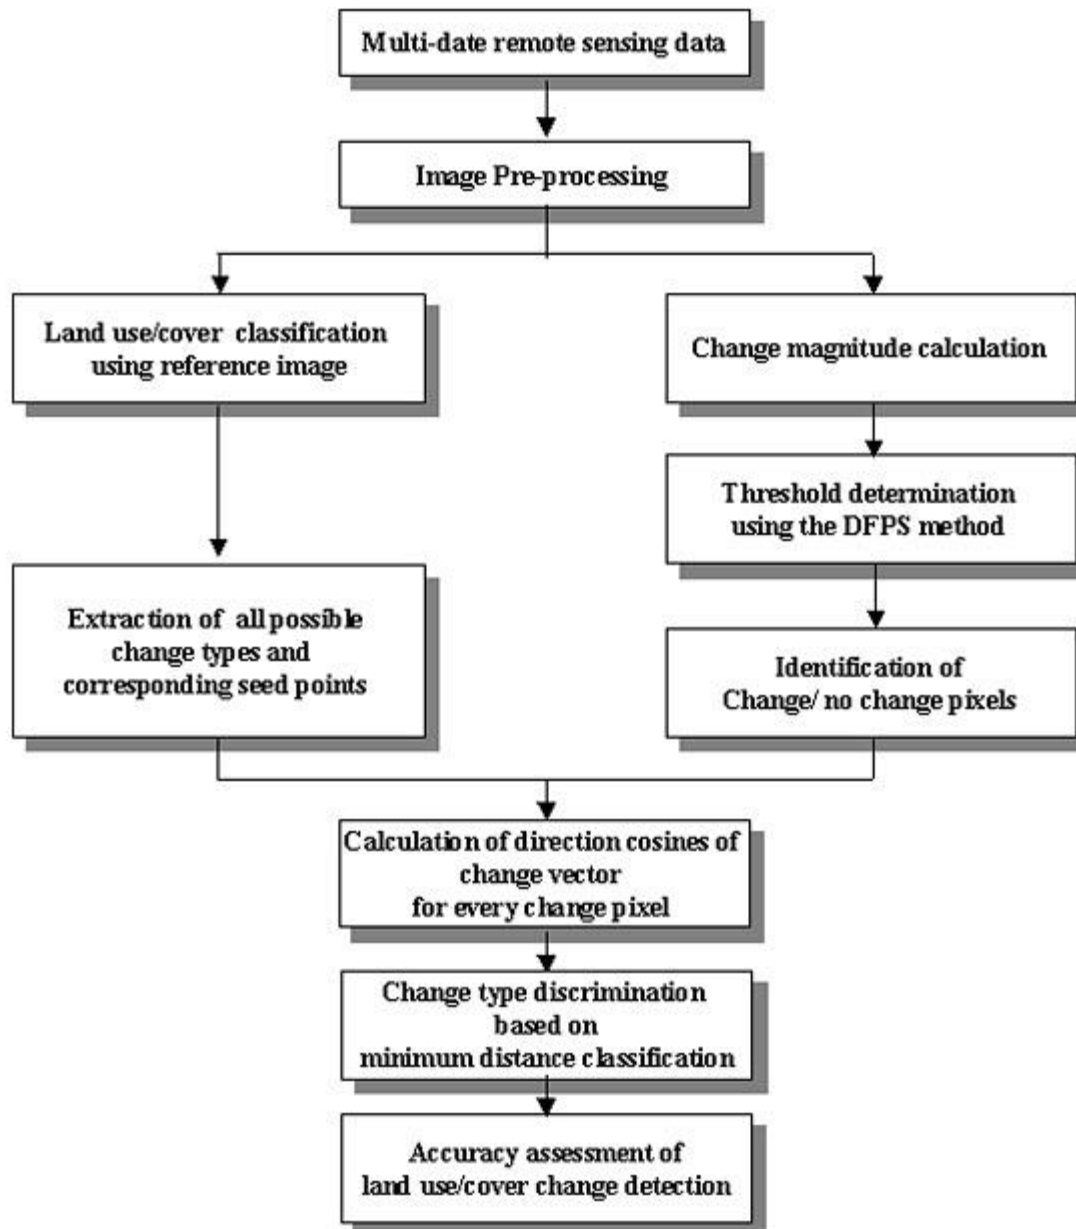 Multi-date remote sensing data
Image Pre-processing
Land use/cover classification
using reference image
Change magnitude calculation
Threshold determination
using the DFPS method
Extraction of all possible
change types and
corresponding seed points
Identification of
Change/ no change pixels
Calculation of direction cosines of
change vector
for every change pixel
Change type discrimination
based on
minimum distance classification
Accuracy assessment of
land use/cover change detection